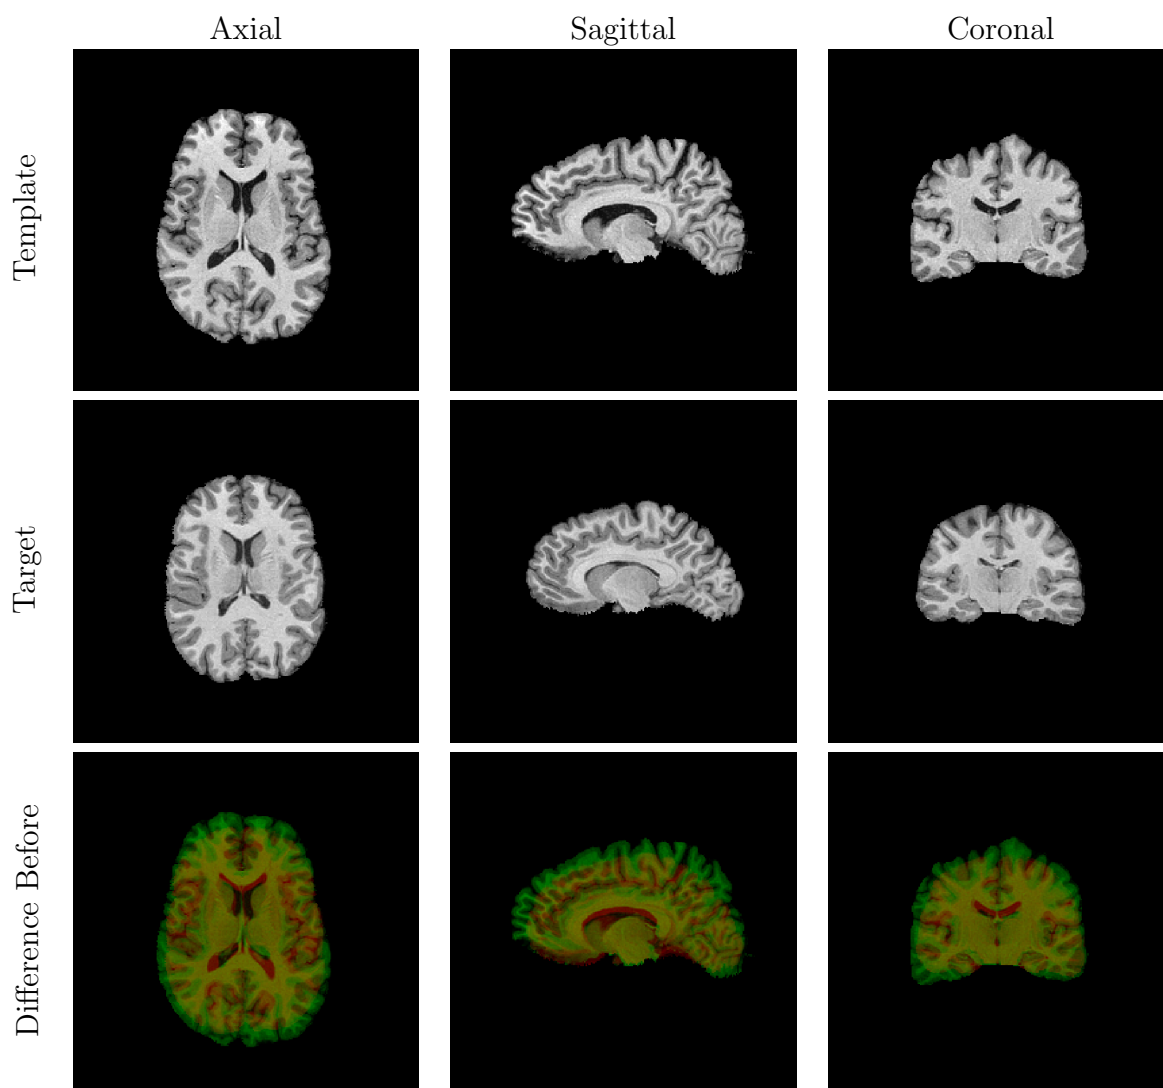 Axial
Sagittal
Coronal
Template
Target
Difference Before